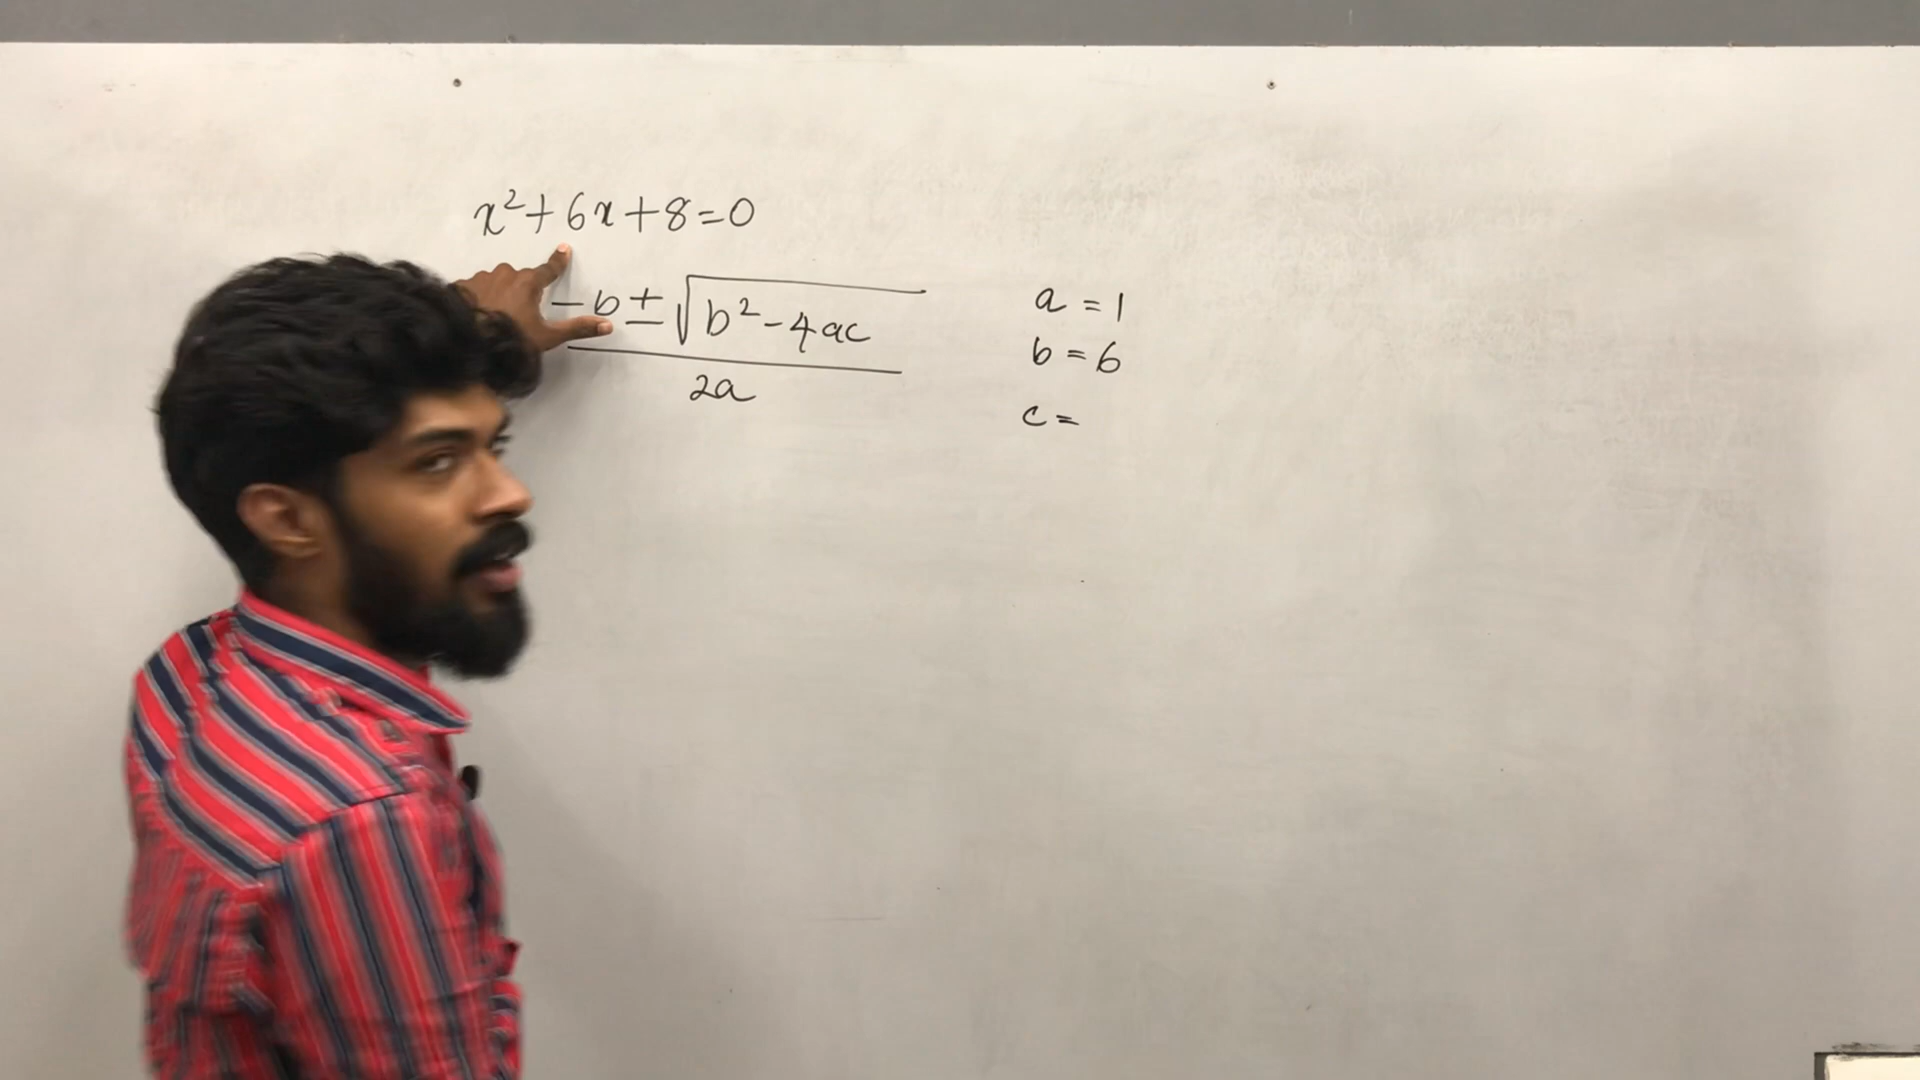 x²+6x+8=0
−b±√b²−4ac
2a
a=1
b=6
c=